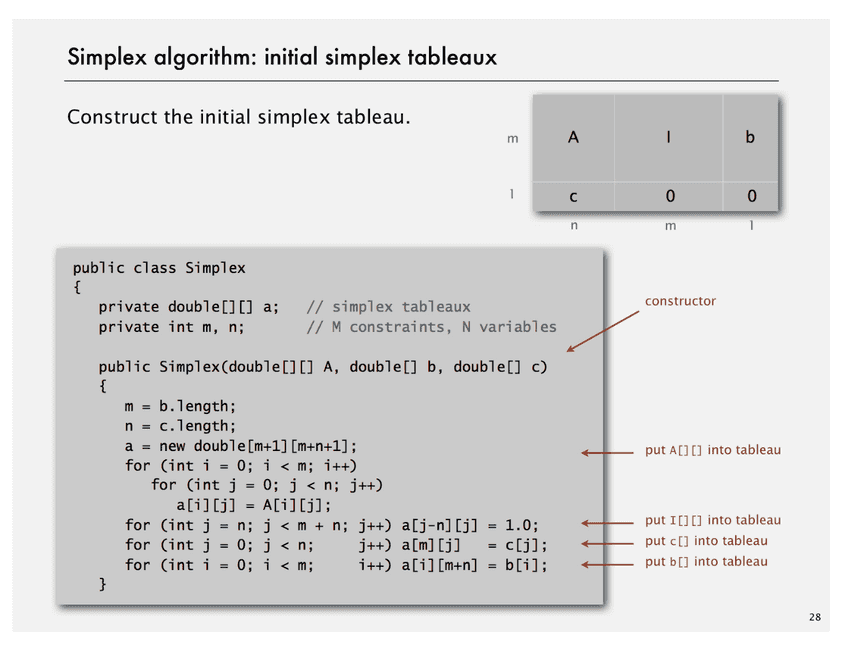 Simplex algorithm: initial simplex tableaux
Construct the initial simplex tableau.
m A I b
1 c 0 0
n m 1
public class Simplex
{
private double[][] a; // simplex tableaux
private int m, n; // M constraints, N variables
public Simplex(double[][] A, double[] b, double[] c)
{
m = b.length;
n = c.length;
a = new double[m+1][m+n+1];
for (int i = 0; i < m; i++)
for (int j = 0; j < n; j++)
a[i][j] = A[i][j];
for (int j = n; j < m + n; j++) a[j-n][j] = 1.0;
for (int j = 0; j < n; j++) a[m][j] = c[j];
for (int i = 0; i < m; i++) a[i][m+n] = b[i];
}
constructor
put A[][] into tableau
put I[][] into tableau
put c[] into tableau
put b[] into tableau
28